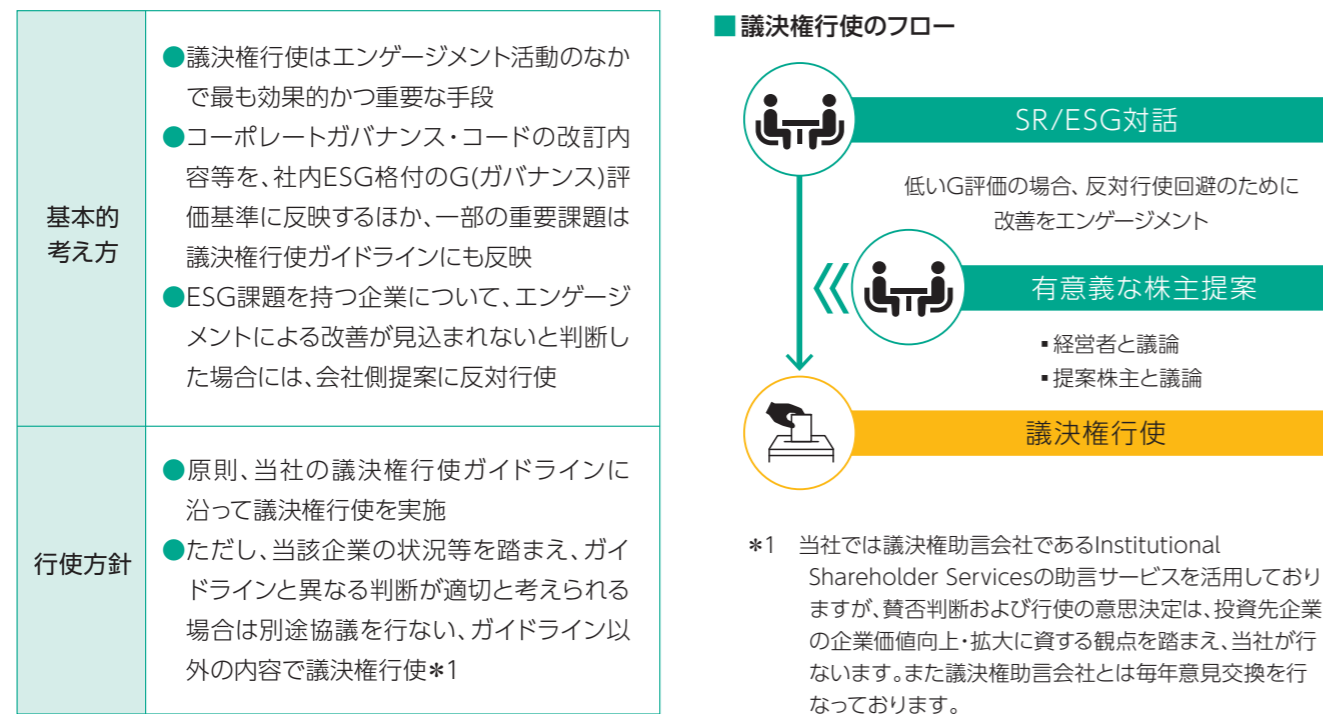 基本的
考え方
●議決権行使はエンゲージメント活動のなか
で最も効果的かつ重要な手段
●コーポレートガバナンス・コードの改訂内
容等を、社内ESG格付のG(ガバナンス)評
価基準に反映するほか、一部の重要課題は
議決権行使ガイドラインにも反映
●ESG課題を持つ企業について、エンゲージ
メントによる改善が見込まれないと判断し
た場合には、会社側提案に反対行使
行使方針
●原則、当社の議決権行使ガイドラインに
沿って議決権行使を実施
●ただし、当該企業の状況等を踏まえ、ガイ
ドラインと異なる判断が適切と考えられる
場合は別途協議を行ない、ガイドライン以
外の内容で議決権行使*1
■議決権行使のフロー
SR/ESG対話
低いG評価の場合、反対行使回避のために
改善をエンゲージメント
有意義な株主提案
▪経営者と議論
▪提案株主と議論
議決権行使
*1 当社では議決権助言会社であるInstitutional
Shareholder Servicesの助言サービスを活用しており
ますが、賛否判断および行使の意思決定は、投資先企業
の企業価値向上・拡大に資する観点を踏まえ、当社が行
ないます。また議決権助言会社とは毎年意見交換を行
なっております。